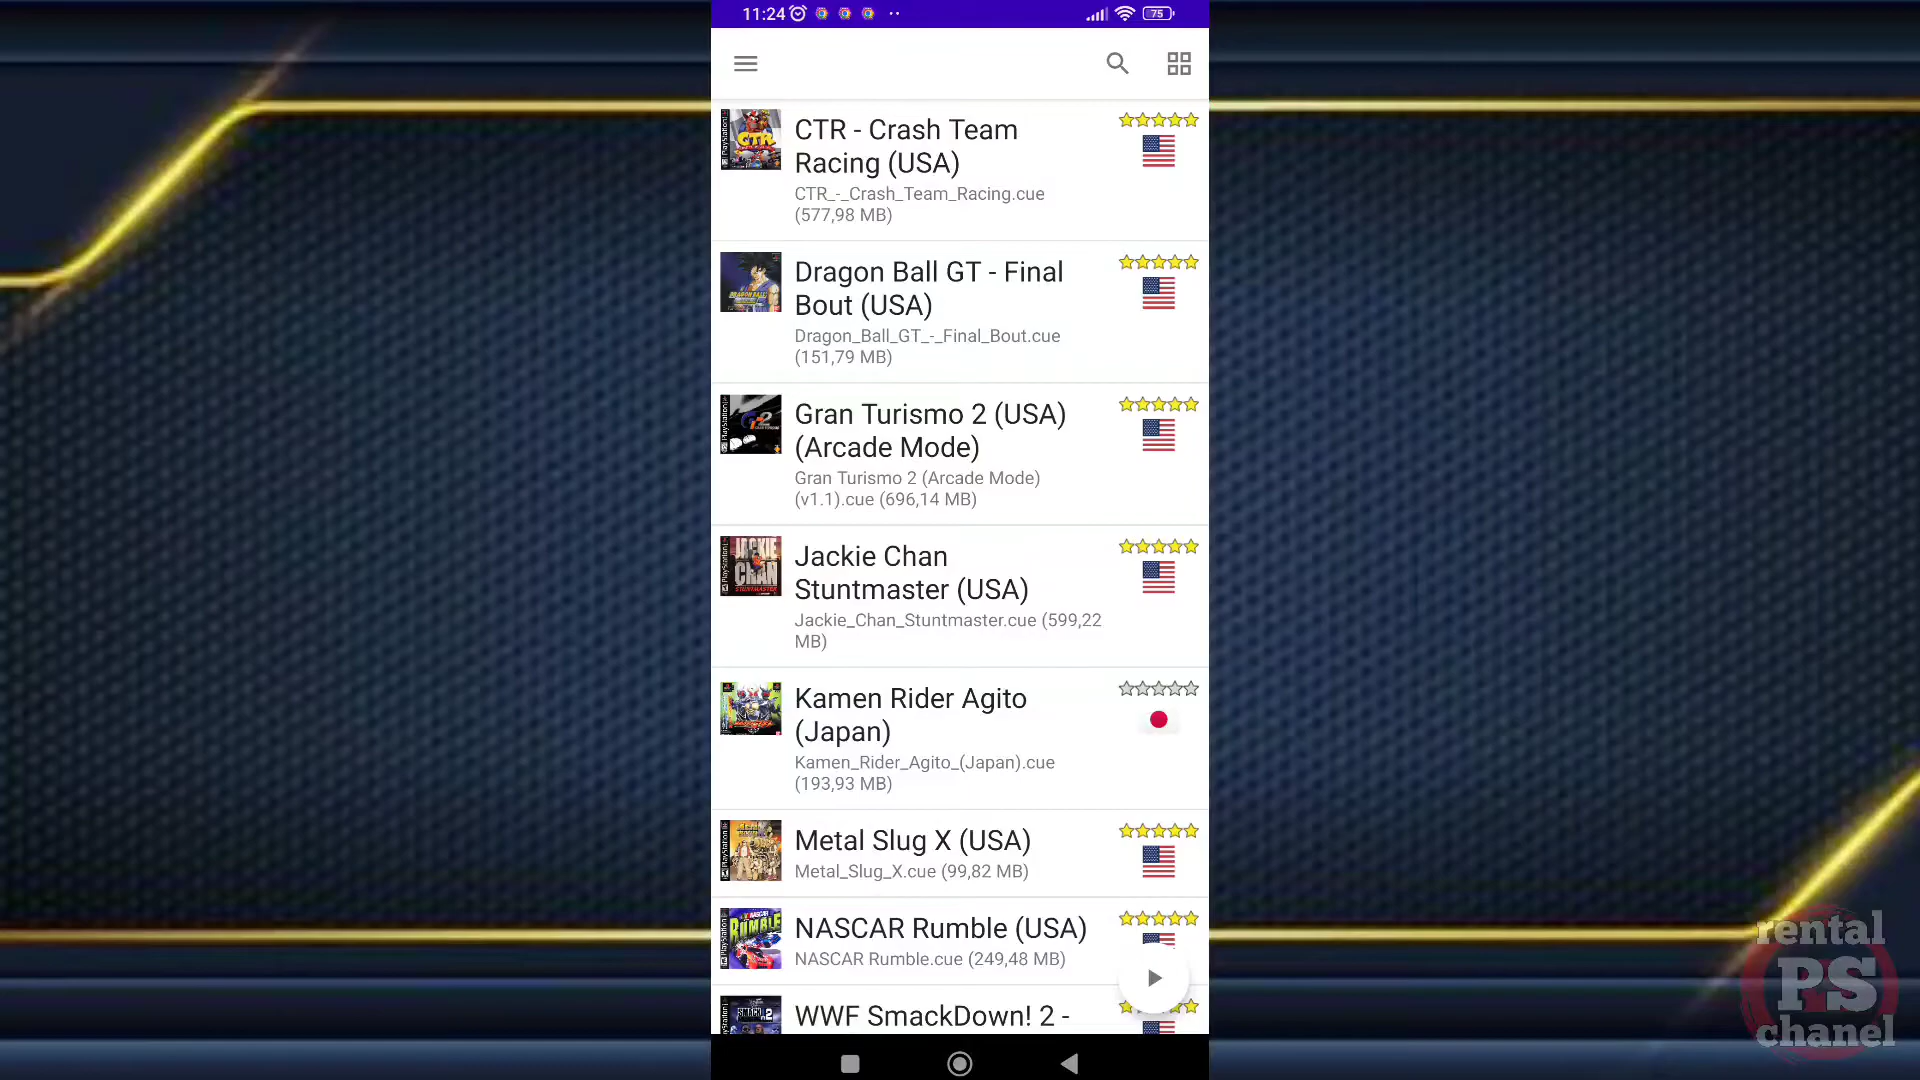 11:24
75
CTR - Crash Team
Racing (USA)
CTR_-_Crash_Team_Racing.cue
(577,98 MB)
Dragon Ball GT - Final
Bout (USA)
Dragon_Ball_GT_-_Final_Bout.cue
(151,79 MB)
Gran Turismo 2 (USA)
(Arcade Mode)
Gran Turismo 2 (Arcade Mode)
(v1.1).cue (696,14 MB)
JACKIE
CHAN
Jackie Chan
Stuntmaster (USA)
Jackie_Chan_Stuntmaster.cue (599,22
MB)
Kamen Rider Agito
(Japan)
Kamen_Rider_Agito_(Japan).cue
(193,93 MB)
Metal Slug X (USA)
Metal_Slug_X.cue (99,82 MB)
RUMBLE
NASCAR Rumble (USA)
NASCAR Rumble.cue (249,48 MB)
WWF SmackDown! 2 -
rental
PS
chanel